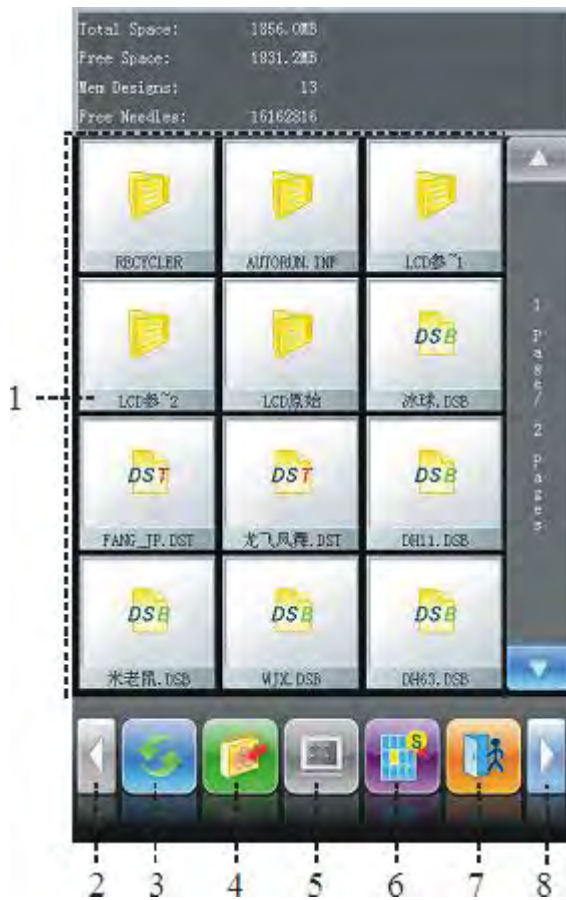 Total Space: 1856.0MB
Free Space: 1831.2MB
Mem Designs: 13
Free Needles: 16162816
RECYCLER
AUTORUN.INF
LCD参~1
LCD参~2
LCD原始
DSB
冰球.DSB
DST
FANG_JP.DST
DST
龙飞凤舞.DST
DSB
DH11.DSB
DSB
米老鼠.DSB
DSB
WJX.DSB
DSB
DH63.DSB
1 Page/ 2 Pages
S
1
2 3 4 5 6 7 8